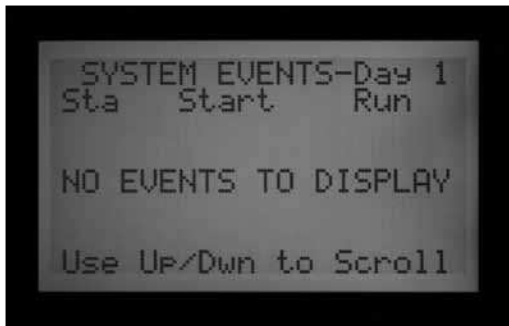 SYSTEM EVENTS-Day 1
Sta Start Run
NO EVENTS TO DISPLAY
Use Up/Dwn to Scroll